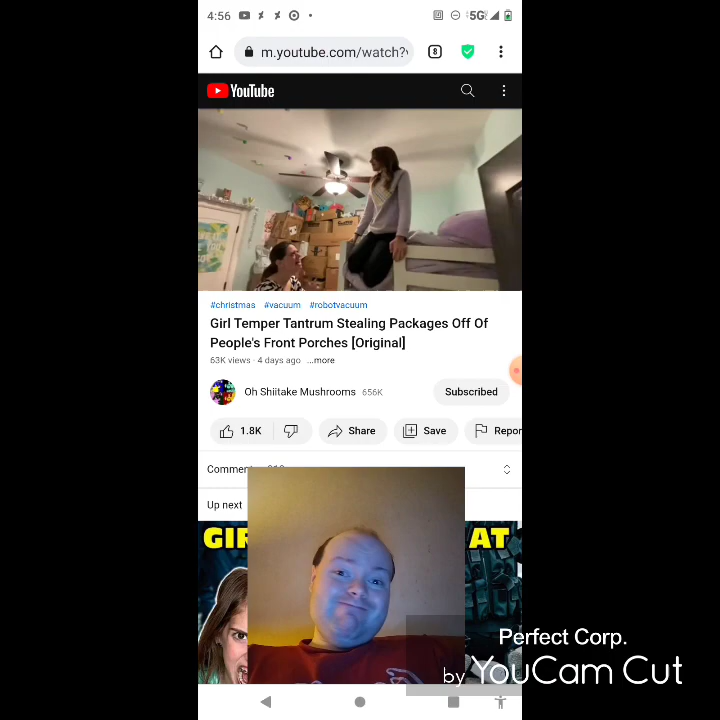 4:56
5G
m.youtube.com/watch?v
8
YouTube
#christmas #vacuum #robotvacuum
Girl Temper Tantrum Stealing Packages Off Of
People's Front Porches [Original]
63K views · 4 days ago ...more
Oh Shiitake Mushrooms 656K
Subscribed
1.8K
Share
Save
Repor
Commen
Up next
GIR
AT
Perfect Corp.
by YouCam Cut